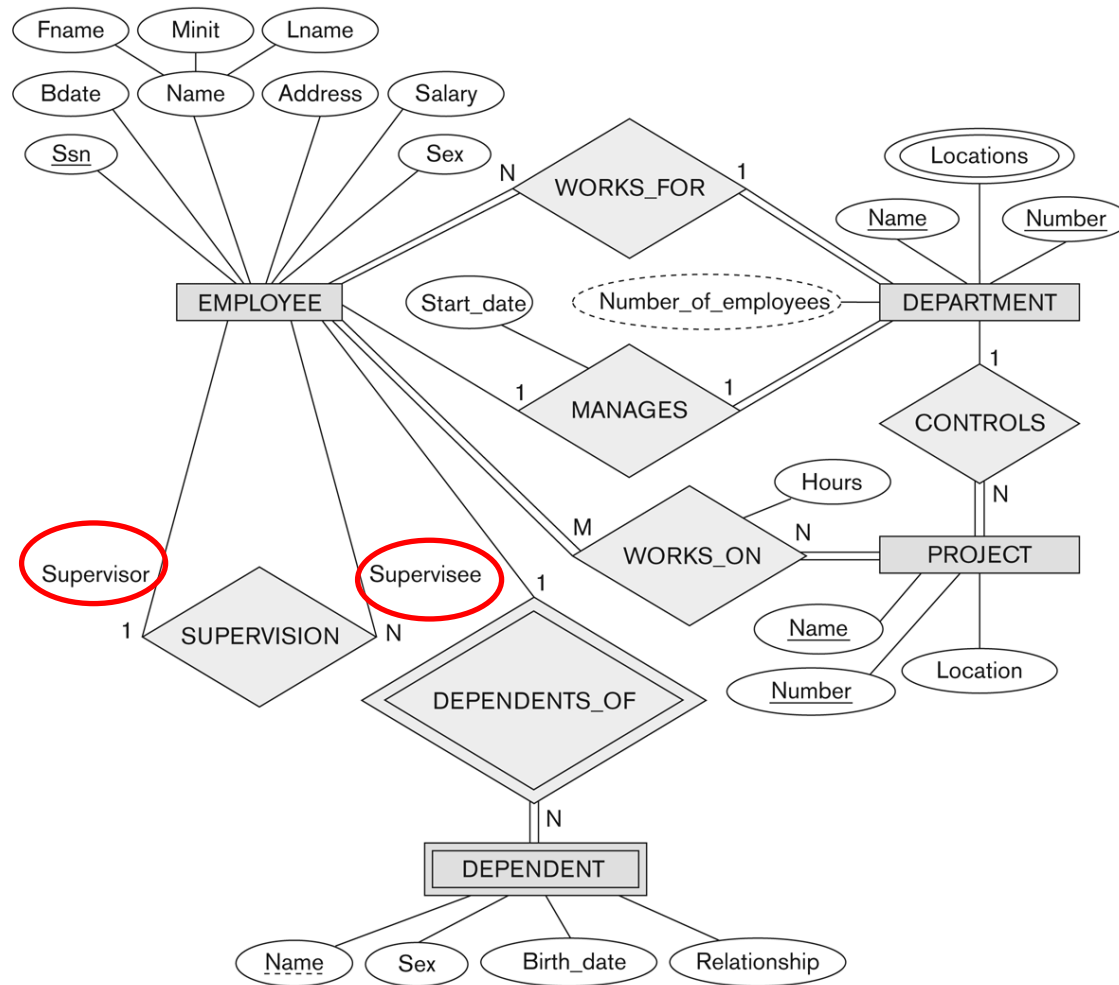 Fname Minit Lname
Bdate Name Address Salary
Ssn Sex
N WORKS_FOR 1
Locations
Name Number
EMPLOYEE Start_date Number_of_employees DEPARTMENT
1 MANAGES 1
1
CONTROLS
N
Hours
M WORKS_ON N
PROJECT
Supervisor Supervisee
1 SUPERVISION N
1
Name
Number Location
DEPENDENTS_OF
N
DEPENDENT
Name Sex Birth_date Relationship